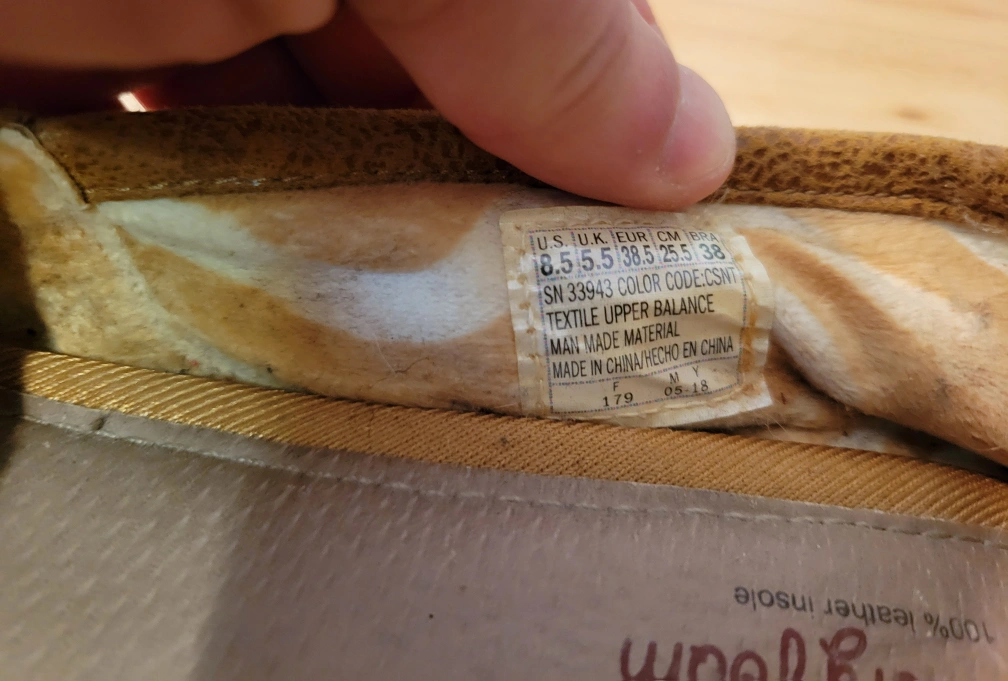 U.S. U.K. EUR CM BRA
8.5 5.5 38.5 25.5 38
SN 33943 COLOR CODE:CSNT
TEXTILE UPPER BALANCE
MAN MADE MATERIAL
MADE IN CHINA/HECHO EN CHINA
F M Y
179 05.18
100% leather insole